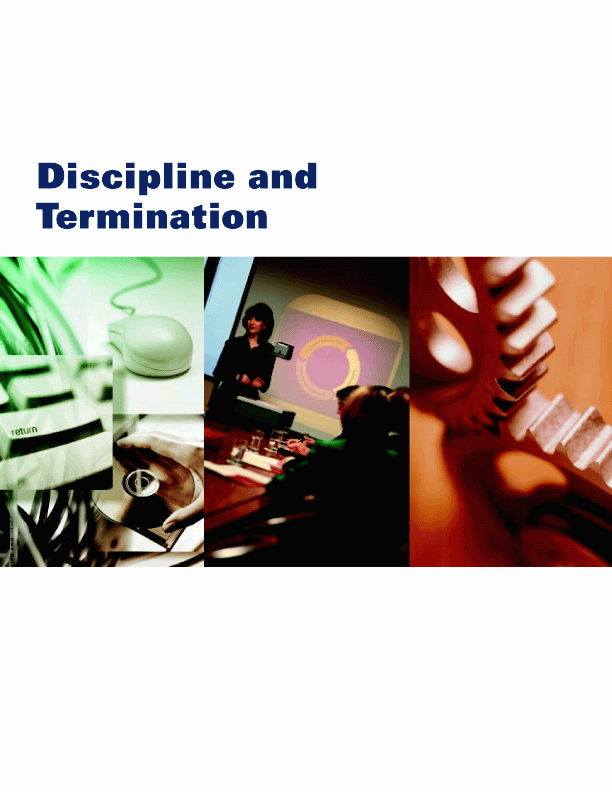 Discipline and
Termination
return